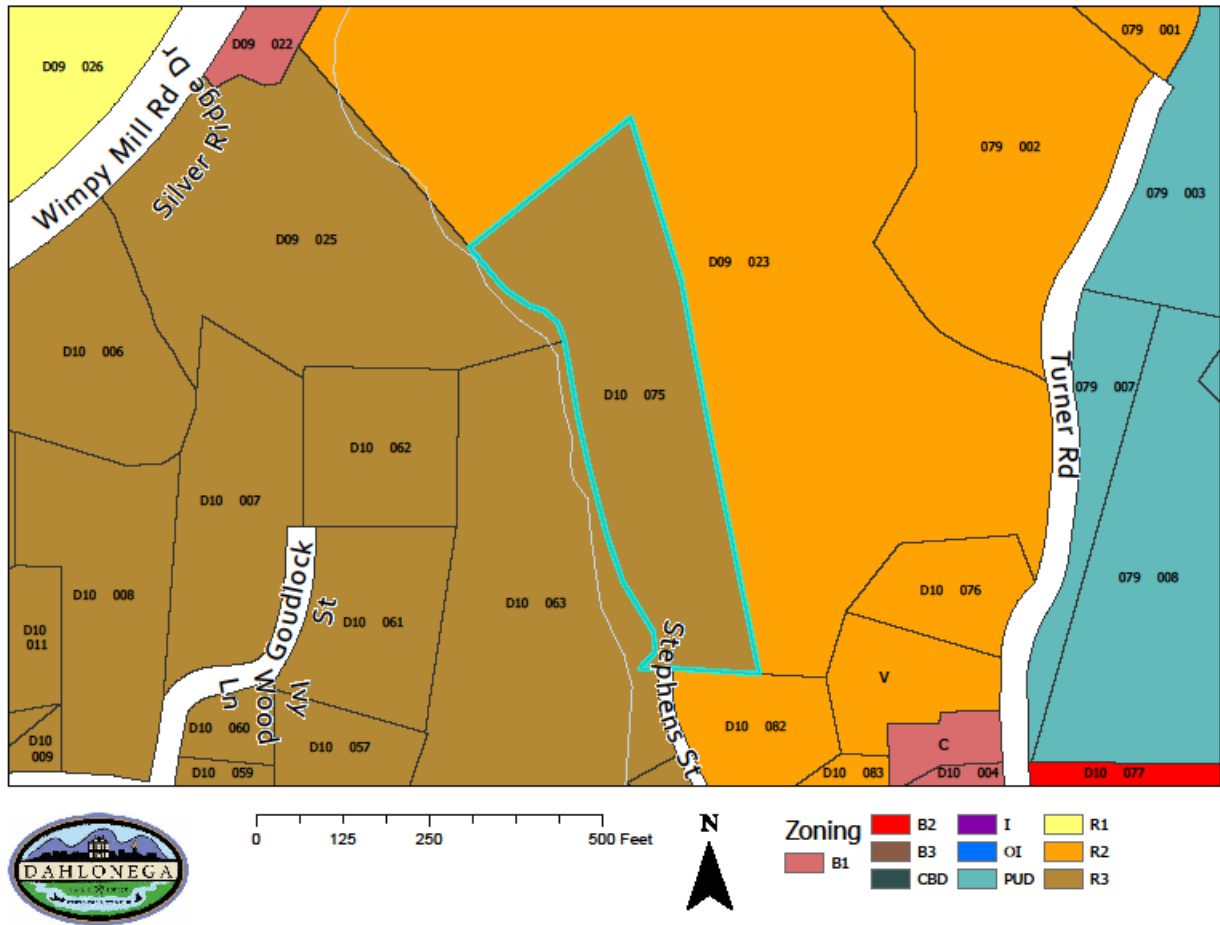 079 001
D09 022
D09 026
Wimpy Mill Rd
Silver Ridge Dr
079 002
079 003
D09 025
D09 023
D10 006
079 007
Turner Rd
D10 075
D10 062
D10 007
079 008
D10 076
D10 008
D10 063
D10 061
Goudlock
St
D10
011
Stephens St
V
Ln
Wood
Ivy
D10 060
D10 082
D10
009
D10 057
C
D10 059
D10 083
D10 004
D10 077
DAHLONEGA
0 125 250 500 Feet
N
Zoning
B1
B2
B3
CBD
I
OI
PUD
R1
R2
R3